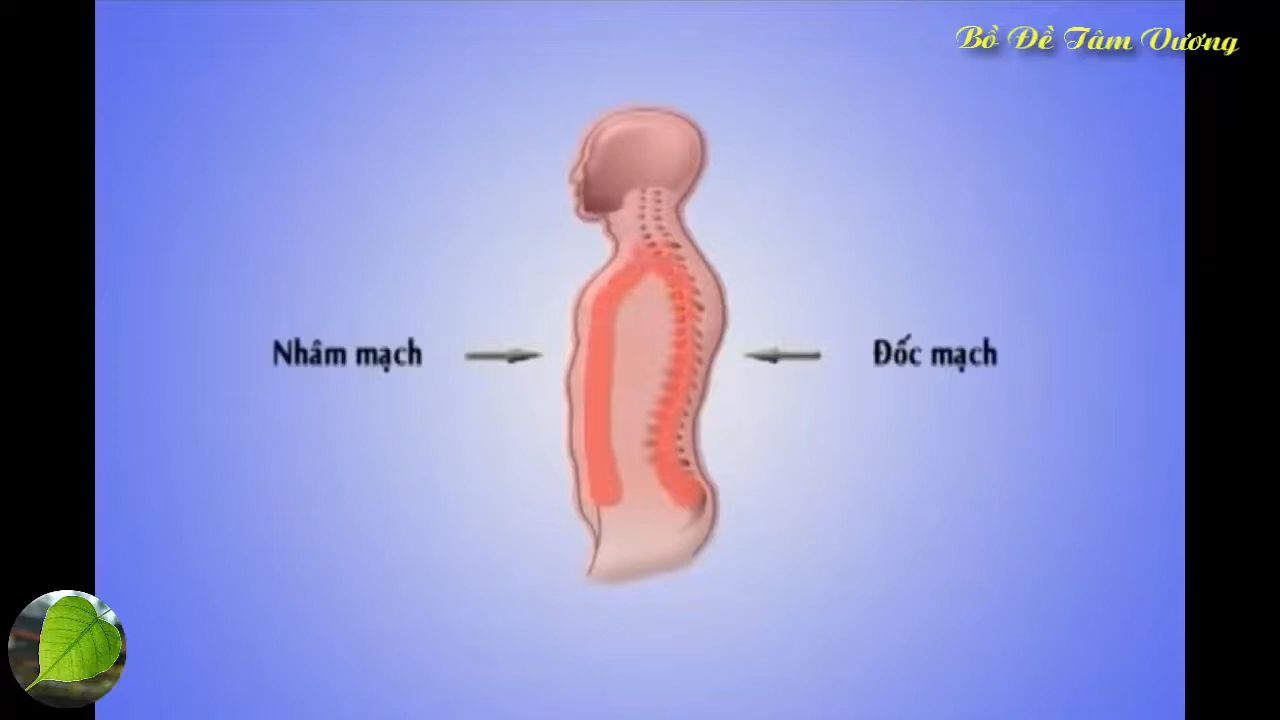 Bồ Đề Tâm Vương
Nhâm mạch
Đốc mạch